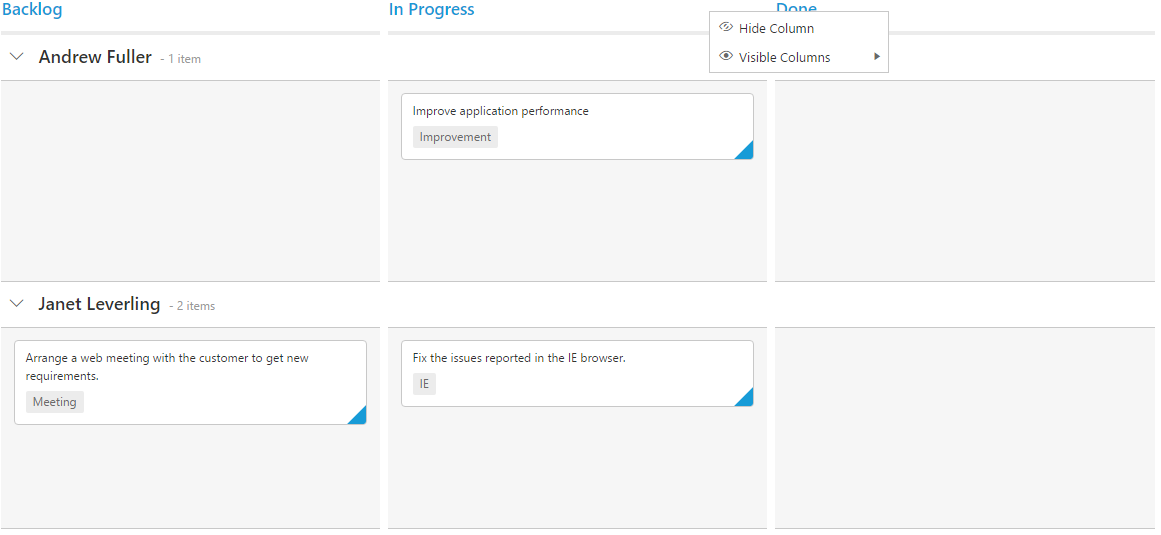 Backlog
In Progress
Done
Hide Column
Visible Columns
Andrew Fuller - 1 item
Improve application performance
Improvement
Janet Leverling - 2 items
Arrange a web meeting with the customer to get new
requirements.
Meeting
Fix the issues reported in the IE browser.
IE